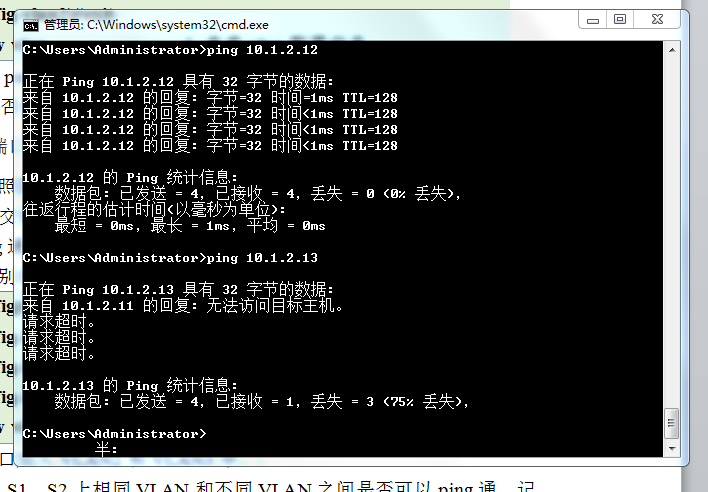 管理员: C:\Windows\system32\cmd.exe
C:\Users\Administrator>ping 10.1.2.12
正在 Ping 10.1.2.12 具有 32 字节的数据:
来自 10.1.2.12 的回复: 字节=32 时间=1ms TTL=128
来自 10.1.2.12 的回复: 字节=32 时间<1ms TTL=128
来自 10.1.2.12 的回复: 字节=32 时间<1ms TTL=128
来自 10.1.2.12 的回复: 字节=32 时间<1ms TTL=128
10.1.2.12 的 Ping 统计信息:
数据包: 已发送 = 4, 已接收 = 4, 丢失 = 0 (0% 丢失),
往返行程的估计时间(以毫秒为单位):
最短 = 0ms, 最长 = 1ms, 平均 = 0ms
C:\Users\Administrator>ping 10.1.2.13
正在 Ping 10.1.2.13 具有 32 字节的数据:
来自 10.1.2.11 的回复: 无法访问目标主机。
请求超时。
请求超时。
请求超时。
10.1.2.13 的 Ping 统计信息:
数据包: 已发送 = 4, 已接收 = 1, 丢失 = 3 (75% 丢失),
C:\Users\Administrator>
半:
S1、S2 上相同 VLAN 和不同 VLAN 之间是否可以 ping 通，记